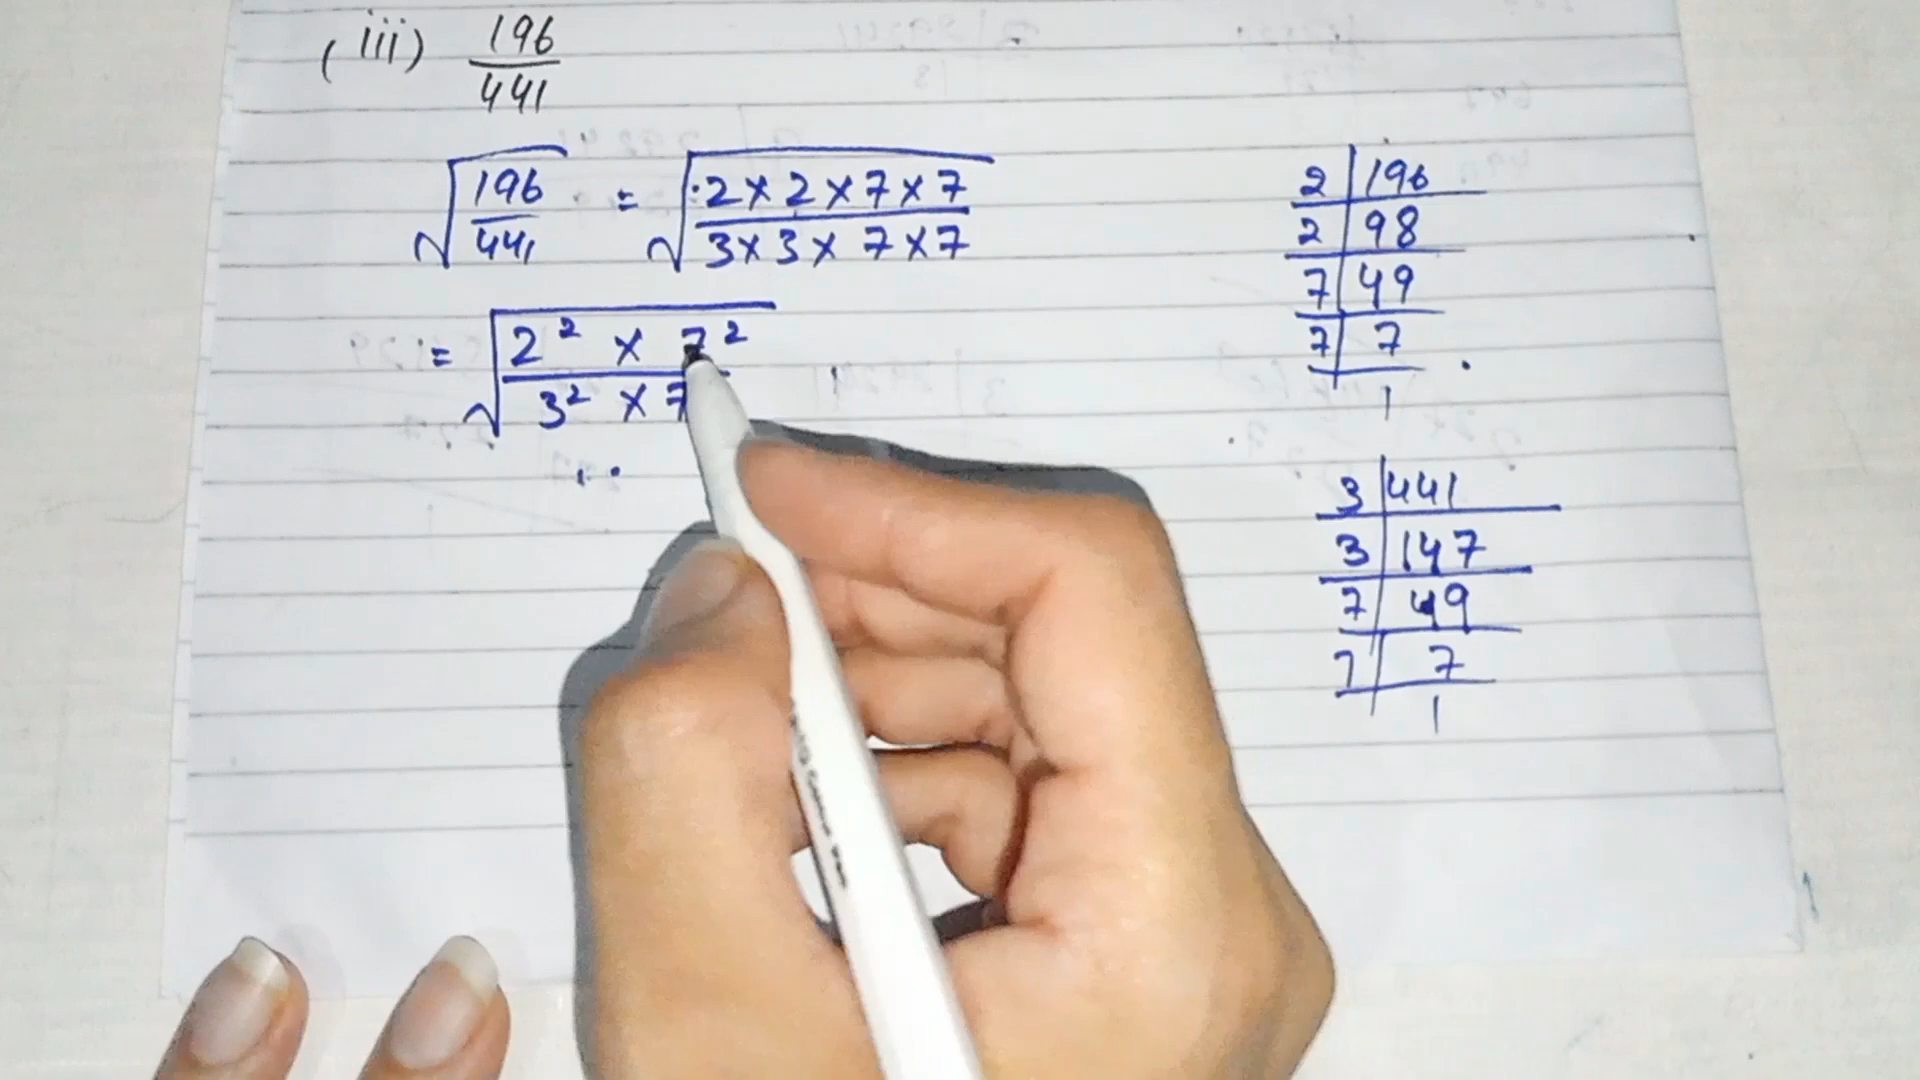 (iii) 196/441
√(196/441) = √(2 × 2 × 7 × 7 / 3 × 3 × 7 × 7)
= √(2² × 7² / 3² × 7
2 | 196
2 | 98
7 | 49
7 | 7
1
3 | 441
3 | 147
7 | 49
7 | 7
1